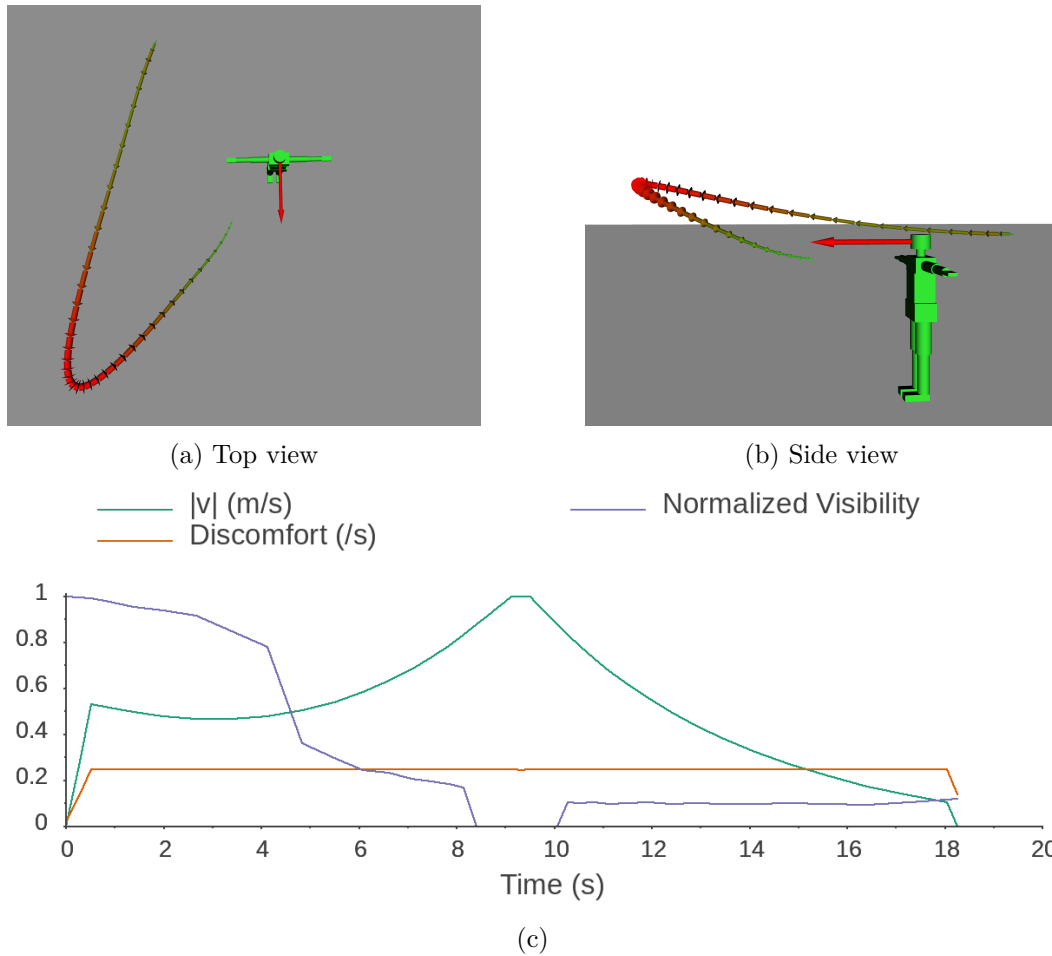 (a) Top view
(b) Side view
|v| (m/s)
Discomfort (/s)
Normalized Visibility
1
0.8
0.6
0.4
0.2
0
0 2 4 6 8 10 12 14 16 18 20
Time (s)
(c)